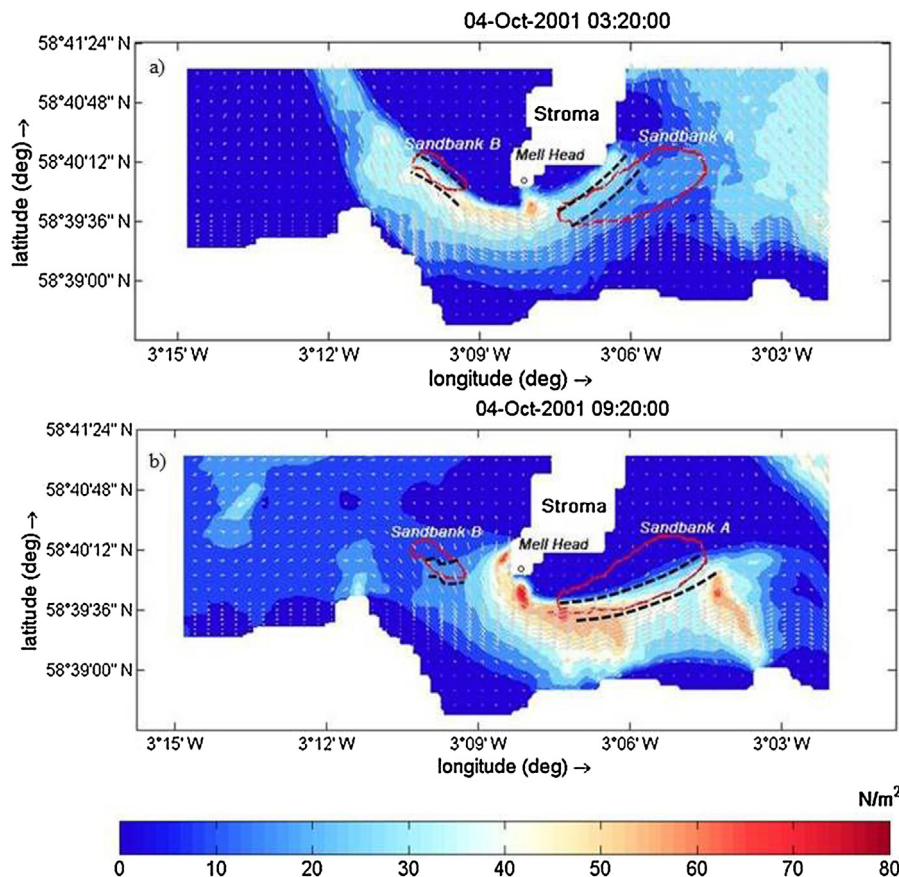 04-Oct-2001 03:20:00
58°41'24" N
a)
58°40'48" N
Stroma
Sandbank B
Sandbank A
58°40'12" N
Mell Head
58°39'36" N
58°39'00" N
latitude (deg) →
3°15'W
3°12'W
3°09'W
3°06'W
3°03'W
longitude (deg) →
04-Oct-2001 09:20:00
58°41'24" N
b)
58°40'48" N
Stroma
Sandbank B
Sandbank A
58°40'12" N
Mell Head
58°39'36" N
58°39'00" N
latitude (deg) →
3°15'W
3°12'W
3°09'W
3°06'W
3°03'W
longitude (deg) →
N/m²
0 10 20 30 40 50 60 70 80